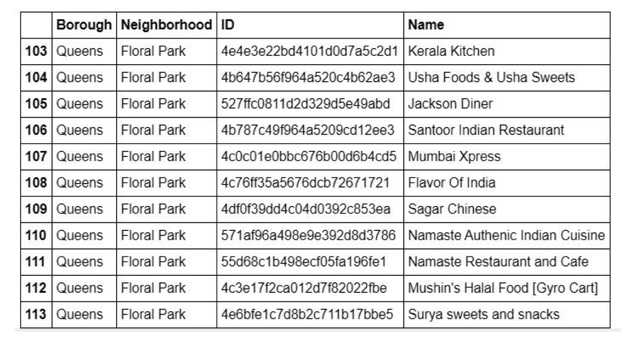 Borough Neighborhood ID Name
103 Queens Floral Park 4e4e3e22bd4101d0d7a5c2d1 Kerala Kitchen
104 Queens Floral Park 4b647b56f964a520c4b62ae3 Usha Foods & Usha Sweets
105 Queens Floral Park 527ffc0811d2d329d5e49abd Jackson Diner
106 Queens Floral Park 4b787c49f964a5209cd12ee3 Santoor Indian Restaurant
107 Queens Floral Park 4c0c01e0bbc676b00d6b4cd5 Mumbai Xpress
108 Queens Floral Park 4c76ff35a5676dcb72671721 Flavor Of India
109 Queens Floral Park 4df0f39dd4c04d0392c853ea Sagar Chinese
110 Queens Floral Park 571af96a498e9e392d8d3786 Namaste Authenic Indian Cuisine
111 Queens Floral Park 55d68c1b498ecf05fa196fe1 Namaste Restaurant and Cafe
112 Queens Floral Park 4c3e17f2ca012d7f82022fbe Mushin's Halal Food [Gyro Cart]
113 Queens Floral Park 4e6bfe1c7d8b2c711b17bbe5 Surya sweets and snacks